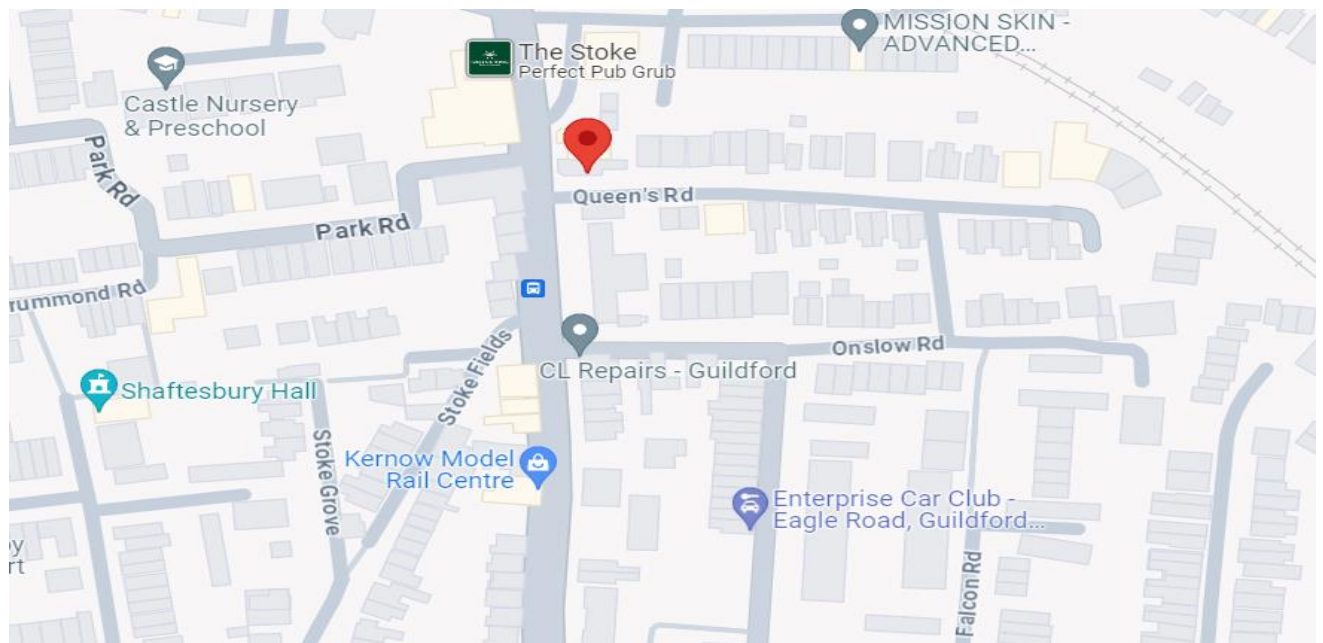 MISSION SKIN -
ADVANCED...
The Stoke
Perfect Pub Grub
Castle Nursery
& Preschool
Park Rd
Queen's Rd
Park Rd
rummond Rd
Onslow Rd
Stoke Fields
CL Repairs - Guildford
Shaftesbury Hall
Stoke Grove
Kernow Model
Rail Centre
Enterprise Car Club -
Eagle Road, Guildford...
Falcon Rd
y
rt